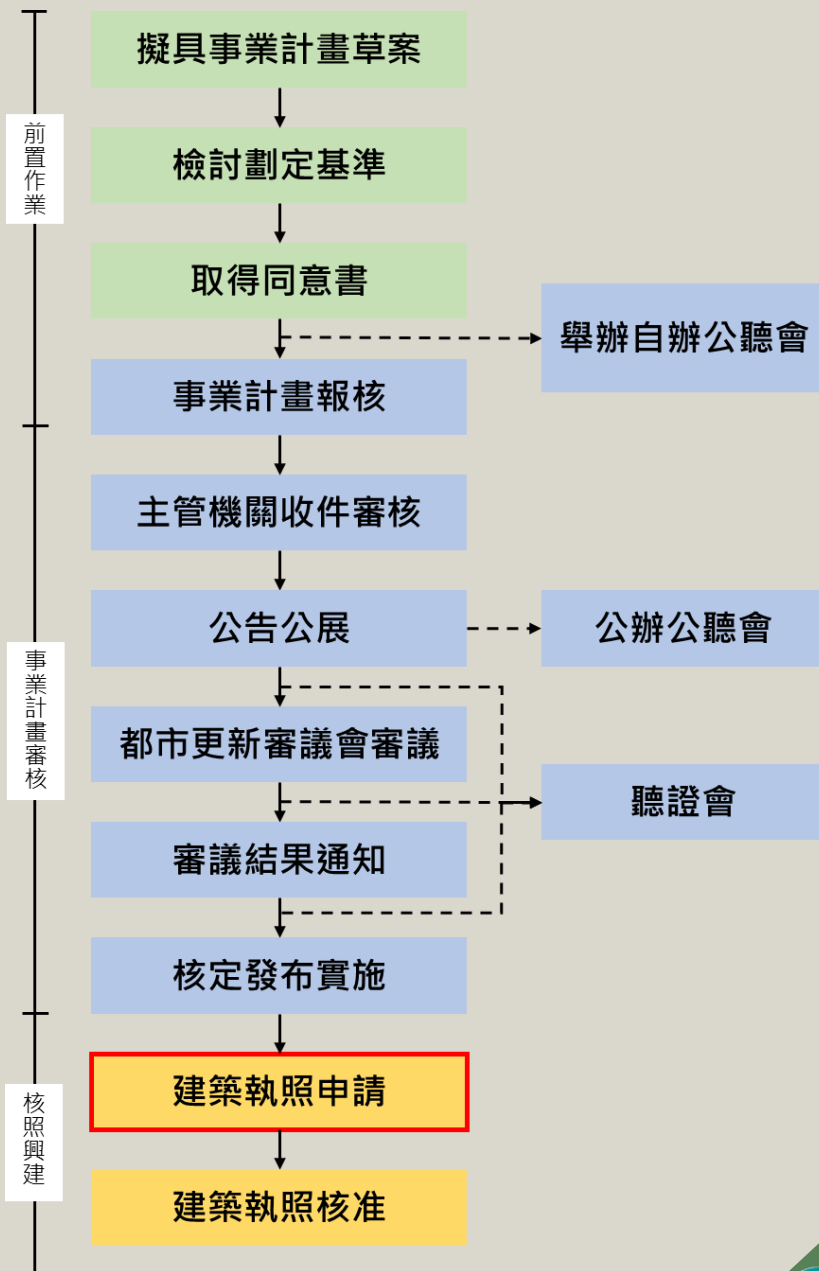 擬具事業計畫草案
前置作業
檢討劃定基準
取得同意書
舉辦自辦公聽會
事業計畫報核
主管機關收件審核
公告公展
公辦公聽會
事業計畫審核
都市更新審議會審議
聽證會
審議結果通知
核定發布實施
建築執照申請
核照興建
建築執照核准